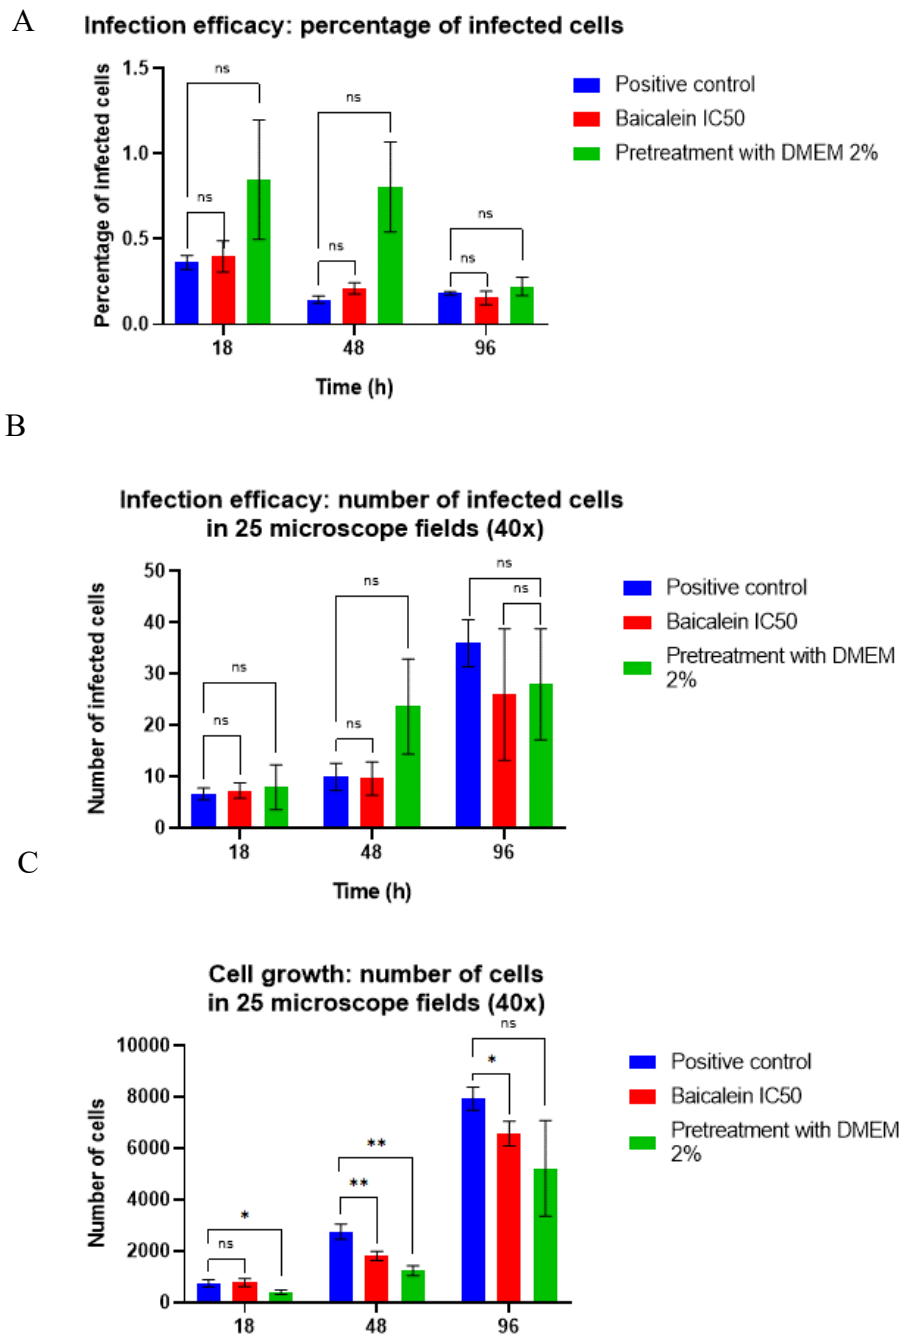 A
Infection efficacy: percentage of infected cells
Percentage of infected cells
1.5
1.0
0.5
0.0
ns
ns
ns
ns
ns
ns
18
48
96
Time (h)
Positive control
Baicalein IC50
Pretreatment with DMEM 2%
B
Infection efficacy: number of infected cells
in 25 microscope fields (40x)
Number of infected cells
50
40
30
20
10
0
ns
ns
ns
ns
ns
ns
18
48
96
Time (h)
Positive control
Baicalein IC50
Pretreatment with DMEM
2%
C
Cell growth: number of cells
in 25 microscope fields (40x)
Number of cells
10000
8000
6000
4000
2000
0
*
ns
**
**
ns
*
18
48
96
Positive control
Baicalein IC50
Pretreatment with DMEM
2%